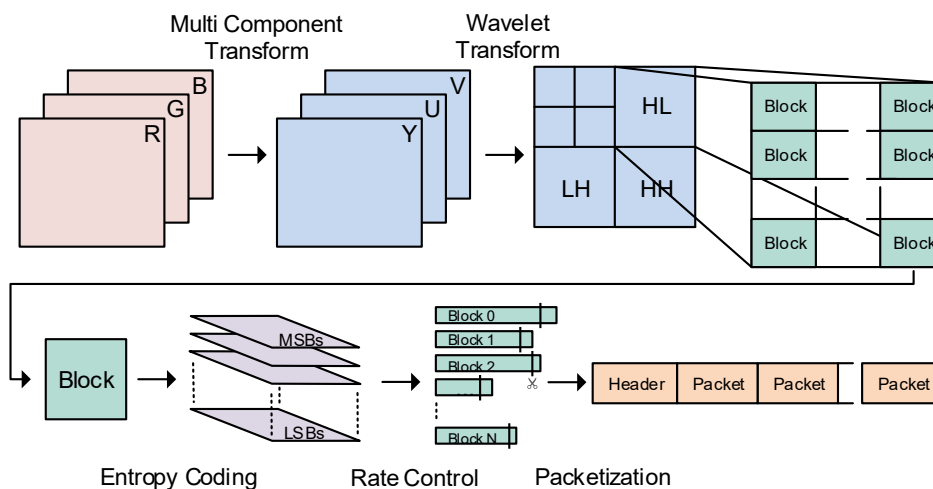 Multi Component
Transform
Wavelet
Transform
B
G
R
V
U
Y
HL
LH
HH
Block
Block
Block
Block
Block
Block
Block
MSBs
LSBs
Block 0
Block 1
Block 2
....
Block N
Header
Packet
Packet
Packet
Entropy Coding
Rate Control
Packetization